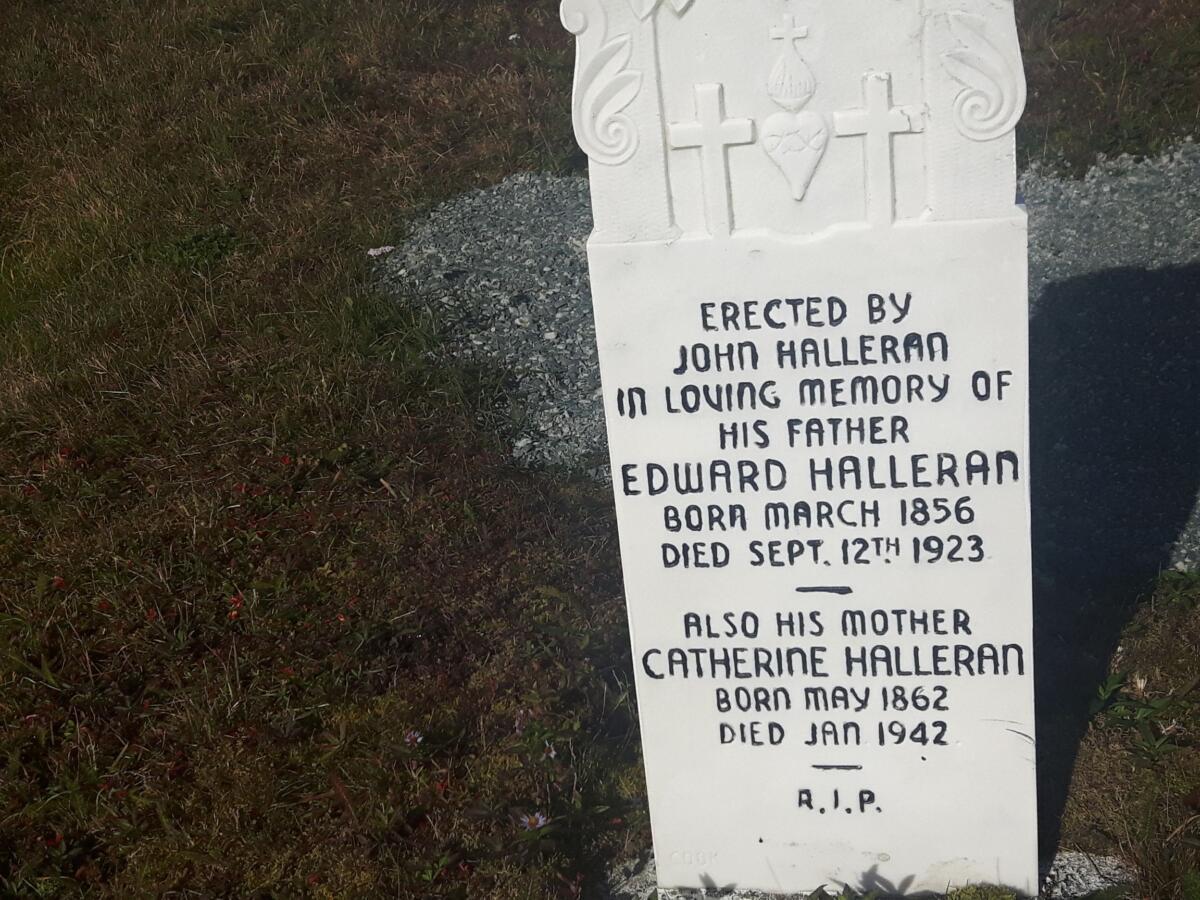 ERECTED BY
JOHN HALLERAN
IN LOVING MEMORY OF
HIS FATHER
EDWARD HALLERAN
BORN MARCH 1856
DIED SEPT. 12TH 1923
ALSO HIS MOTHER
CATHERINE HALLERAN
BORN MAY 1862
DIED JAN 1942
R.I.P.
COOK